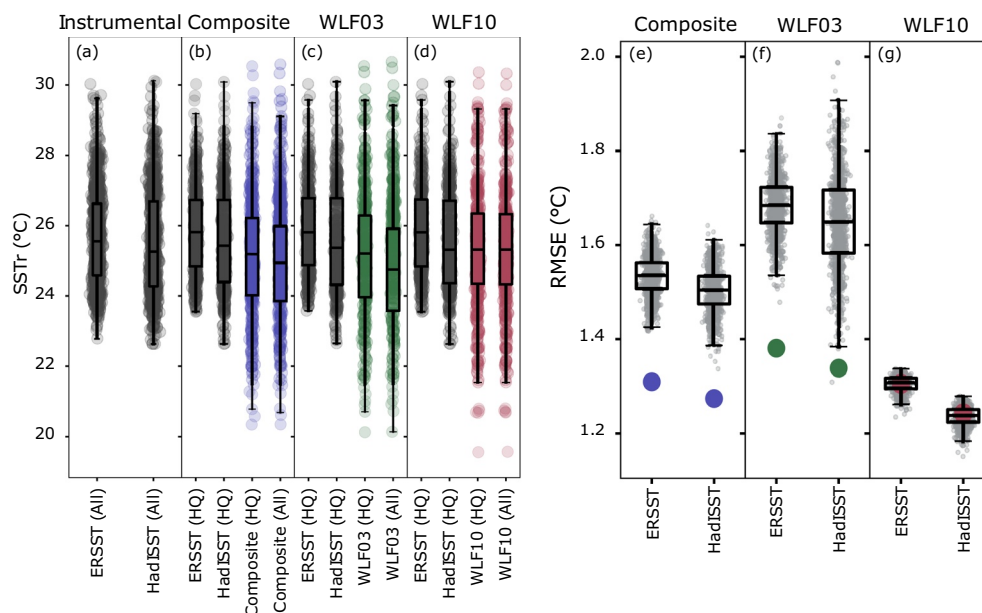 Instrumental Composite WLF03 WLF10
(a) (b) (c) (d)
SSTr (°C)
30
28
26
24
22
20
ERSST (All)
HadISST (All)
ERSST (HQ)
HadISST (HQ)
Composite (HQ)
Composite (All)
ERSST (HQ)
HadISST (HQ)
WLF03 (HQ)
WLF03 (All)
ERSST (HQ)
HadISST (HQ)
WLF10 (HQ)
WLF10 (All)
Composite WLF03 WLF10
(e) (f) (g)
RMSE (°C)
2.0
1.8
1.6
1.4
1.2
ERSST
HadISST
ERSST
HadISST
ERSST
HadISST